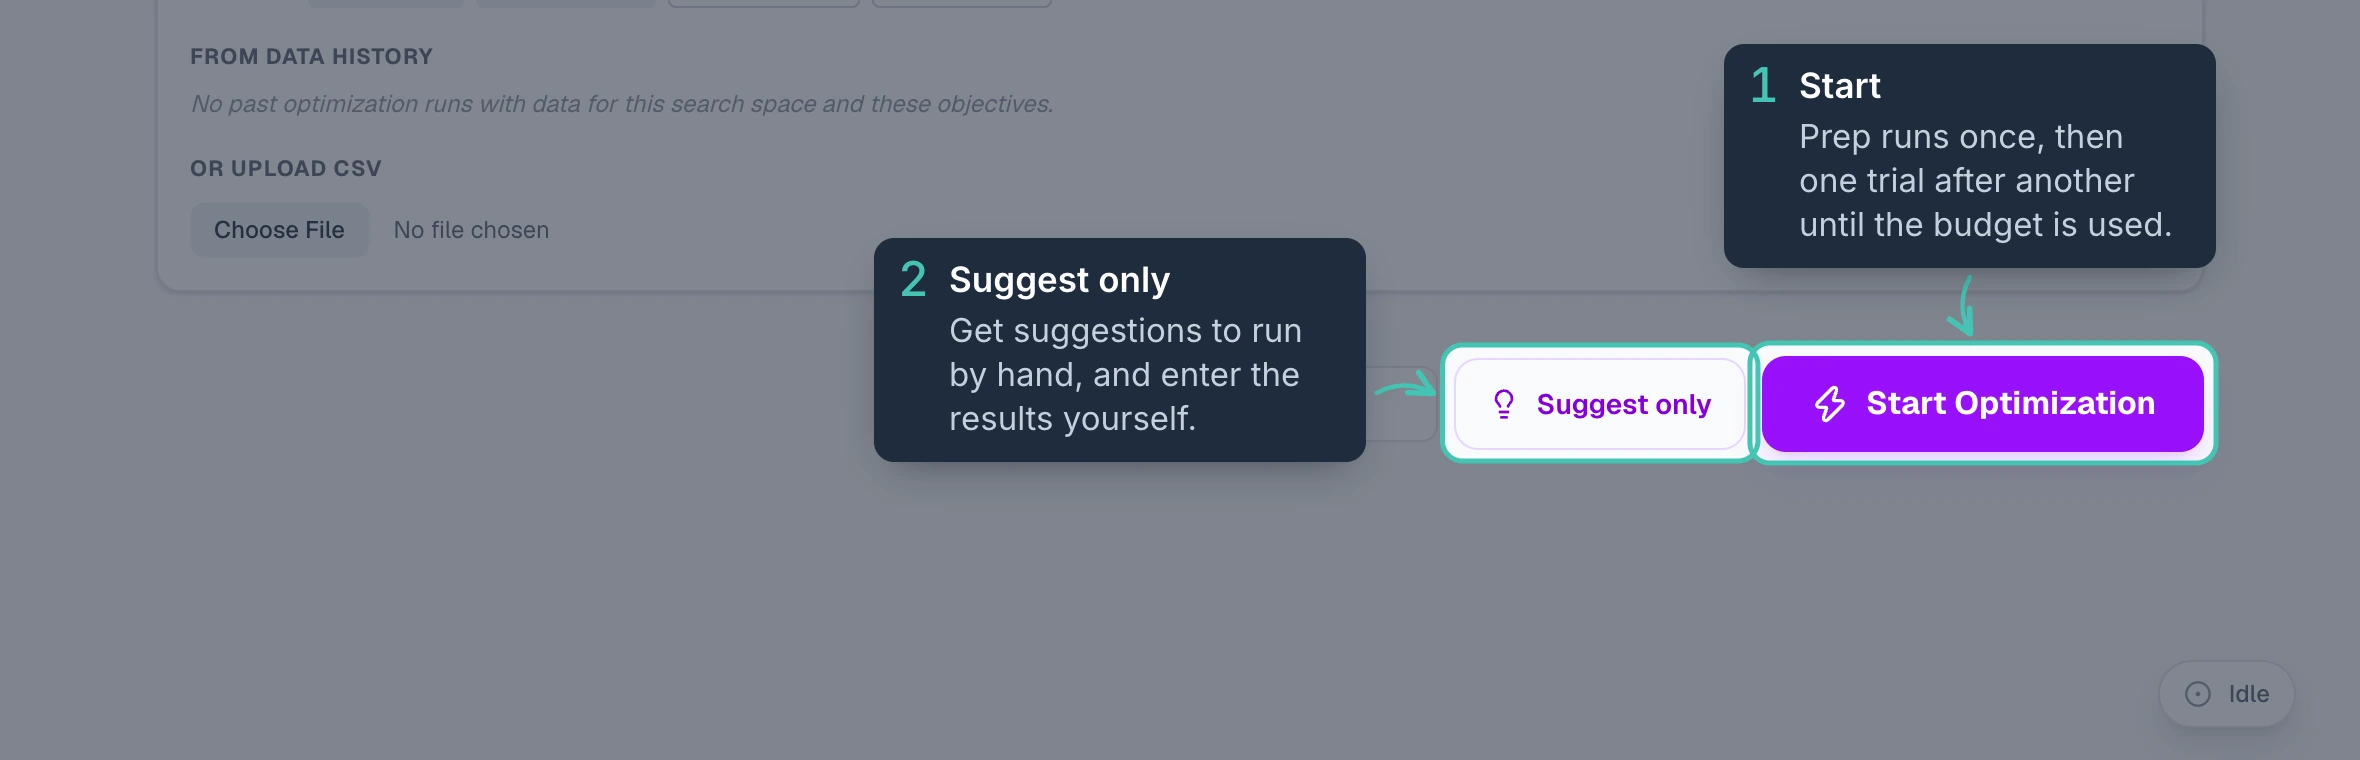 FROM DATA HISTORY
No past optimization runs with data for this search space and these objectives.
OR UPLOAD CSV
Choose File No file chosen
1 Start
Prep runs once, then
one trial after another
until the budget is used.
2 Suggest only
Get suggestions to run
by hand, and enter the
results yourself.
Suggest only
Start Optimization
Idle